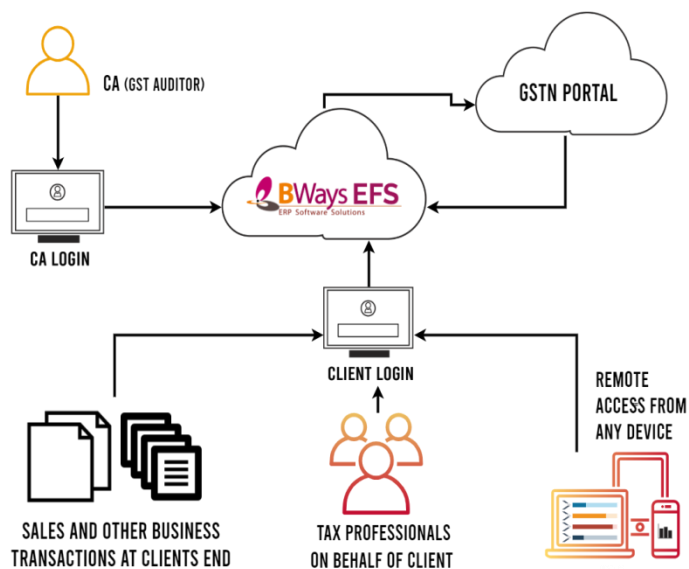 CA (GST AUDITOR)
GSTN PORTAL
BWays EFS
ERP Software Solutions
CA LOGIN
CLIENT LOGIN
REMOTE
ACCESS FROM
ANY DEVICE
SALES AND OTHER BUSINESS
TRANSACTIONS AT CLIENTS END
TAX PROFESSIONALS
ON BEHALF OF CLIENT